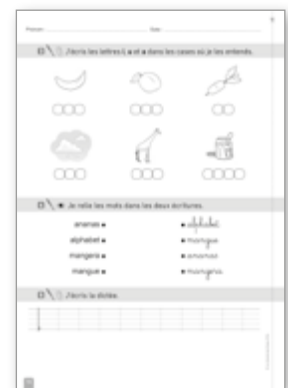 Prénom :
Date :
J'écris les lettres i, u et a dans les cases où je les entends.
Je relie les mots dans les deux écritures.
ananas alphabet
alphabet mangue
mangera ananas
mangue mangera
J'écris la dictée.